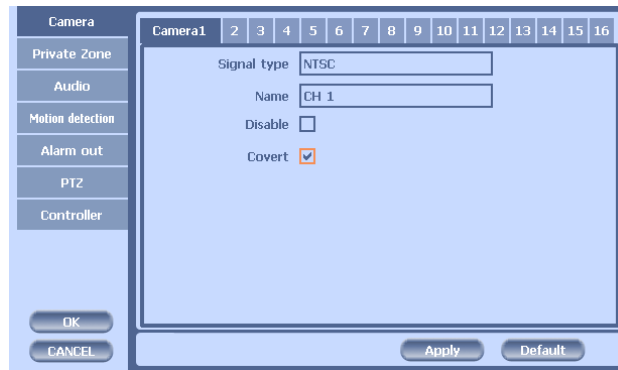 Camera
Private Zone
Audio
Motion detection
Alarm out
PTZ
Controller
OK
CANCEL
Camera1 2 3 4 5 6 7 8 9 10 11 12 13 14 15 16
Signal type NTSC
Name CH 1
Disable
Covert
Apply Default